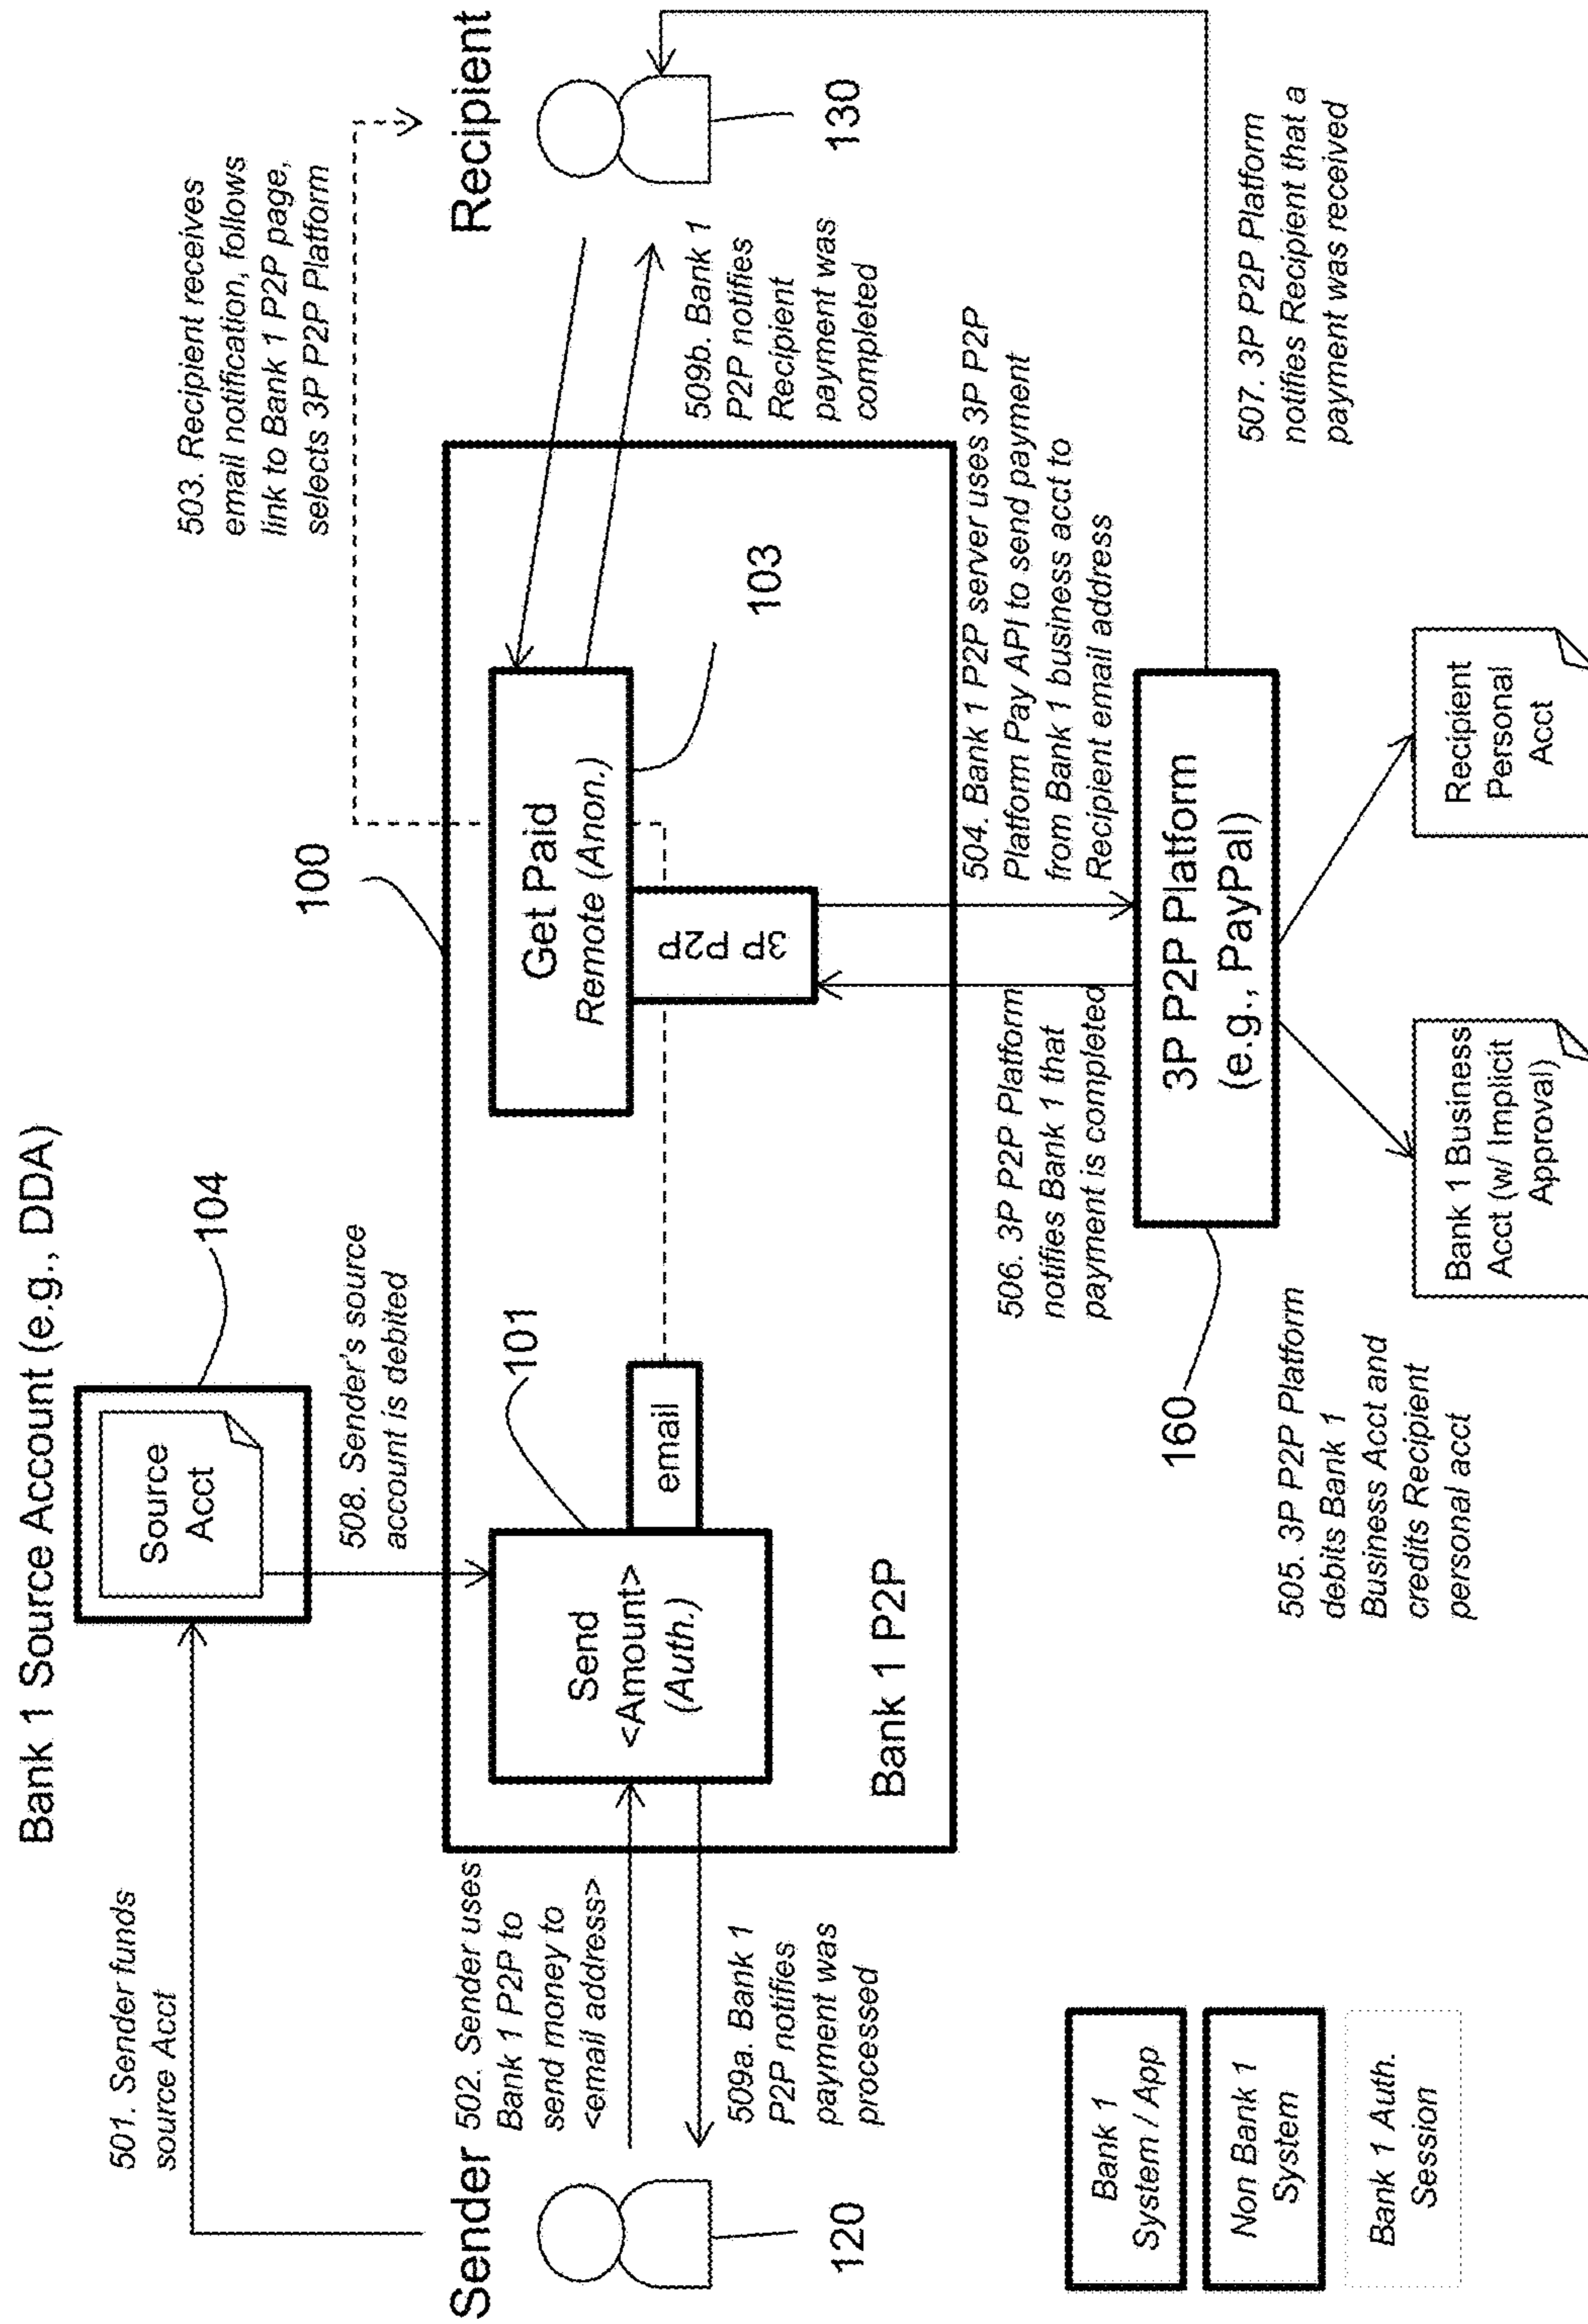 Bank 1 Source Account (e.g., DDA)
501. Sender funds
source Acct
Source
Acct
104
508. Sender's source
account is debited
503. Recipient receives
email notification, follows
link to Bank 1 P2P page,
selects 3P P2P Platform
100
Sender
120
502. Sender uses
Bank 1 P2P to
send money to
<email address>
509a. Bank 1
P2P notifies
payment was
processed
Send
<Amount>
(Auth.)
101
email
Get Paid
Remote (Anon.)
3P P2P
103
Bank 1 P2P
Recipient
130
509b. Bank 1
P2P notifies
Recipient
payment was
completed
504. Bank 1 P2P server uses 3P P2P
Platform Pay API to send payment
from Bank 1 business acct to
Recipient email address
506. 3P P2P Platform
notifies Bank 1 that
payment is completed
3P P2P Platform
(e.g., PayPal)
160
507. 3P P2P Platform
notifies Recipient that a
payment was received
505. 3P P2P Platform
debits Bank 1
Business Acct and
credits Recipient
personal acct
Bank 1 Business
Acct (w/ Implicit
Approval)
Recipient
Personal
Acct
Bank 1
System / App
Non Bank 1
System
Bank 1 Auth.
Session